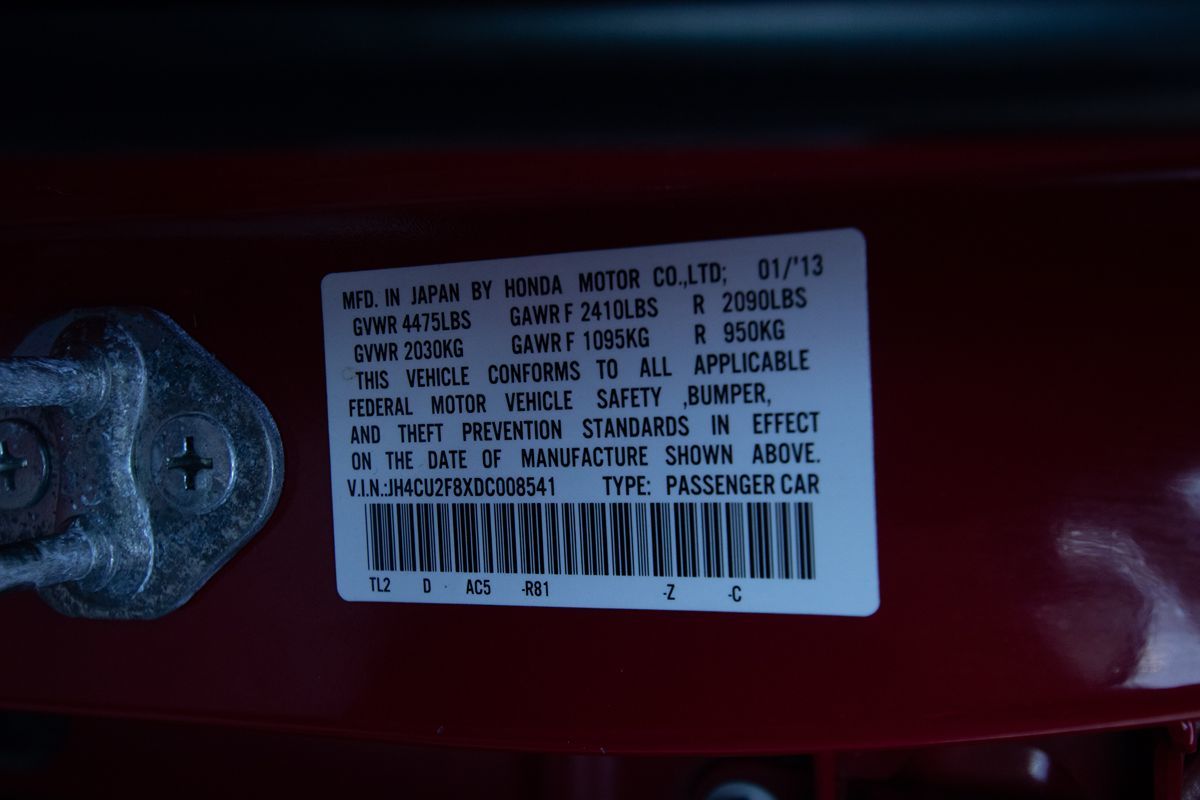 MFD. IN JAPAN BY HONDA MOTOR CO.,LTD; 01/'13
GVWR 4475LBS GAWR F 2410LBS R 2090LBS
GVWR 2030KG GAWR F 1095KG R 950KG
THIS VEHICLE CONFORMS TO ALL APPLICABLE
FEDERAL MOTOR VEHICLE SAFETY ,BUMPER,
AND THEFT PREVENTION STANDARDS IN EFFECT
ON THE DATE OF MANUFACTURE SHOWN ABOVE.
V.I.N.:JH4CU2F8XDC008541 TYPE: PASSENGER CAR
TL2 D AC5 -R81 -Z -C